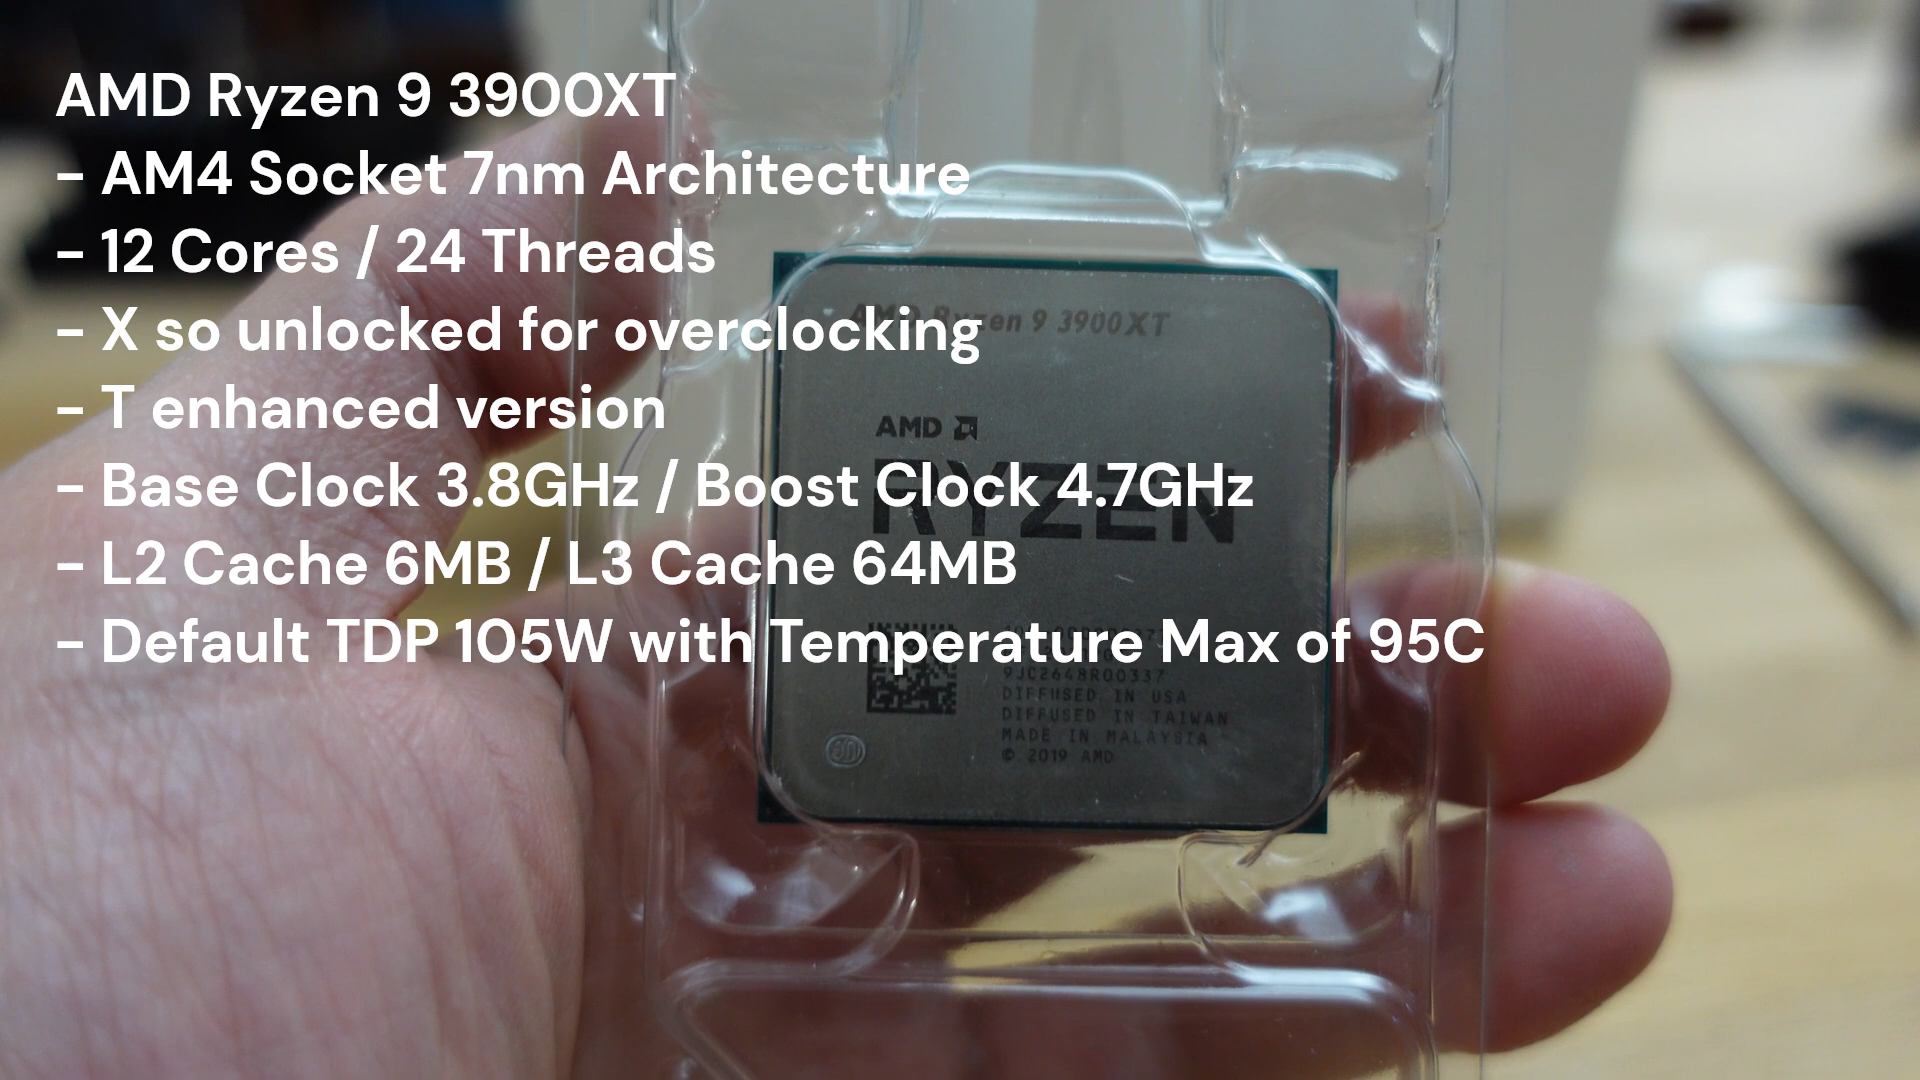 AMD Ryzen 9 3900XT
- AM4 Socket 7nm Architecture
- 12 Cores / 24 Threads
- X so unlocked for overclocking
- T enhanced version
- Base Clock 3.8GHz / Boost Clock 4.7GHz
- L2 Cache 6MB / L3 Cache 64MB
- Default TDP 105W with Temperature Max of 95C
AMD Ryzen 9 3900XT
AMD
RYZEN
9JC2648R00337
DIFFUSED IN USA
DIFFUSED IN TAIWAN
MADE IN MALAYSIA
© 2019 AMD